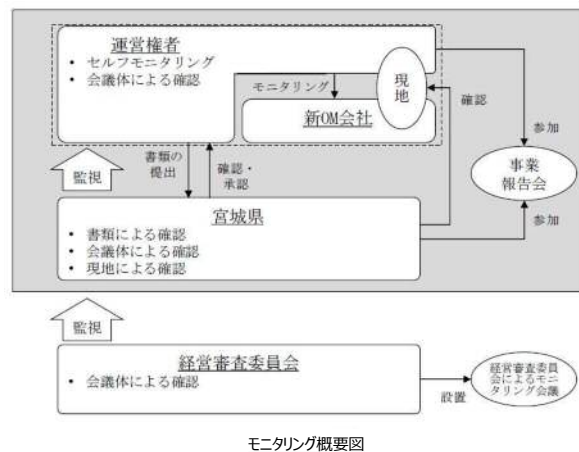 運営権者
• セルフモニタリング
• 会議体による確認
モニタリング
現
地
確認
新OM会社
参加
監視
書類の
提出
確認・
承認
事業
報告会
宮城県
• 書類による確認
• 会議体による確認
• 現地による確認
参加
監視
経営審査委員会
• 会議体による確認
設置
経営審査委員
会によるモニ
タリング会議
モニタリング概要図